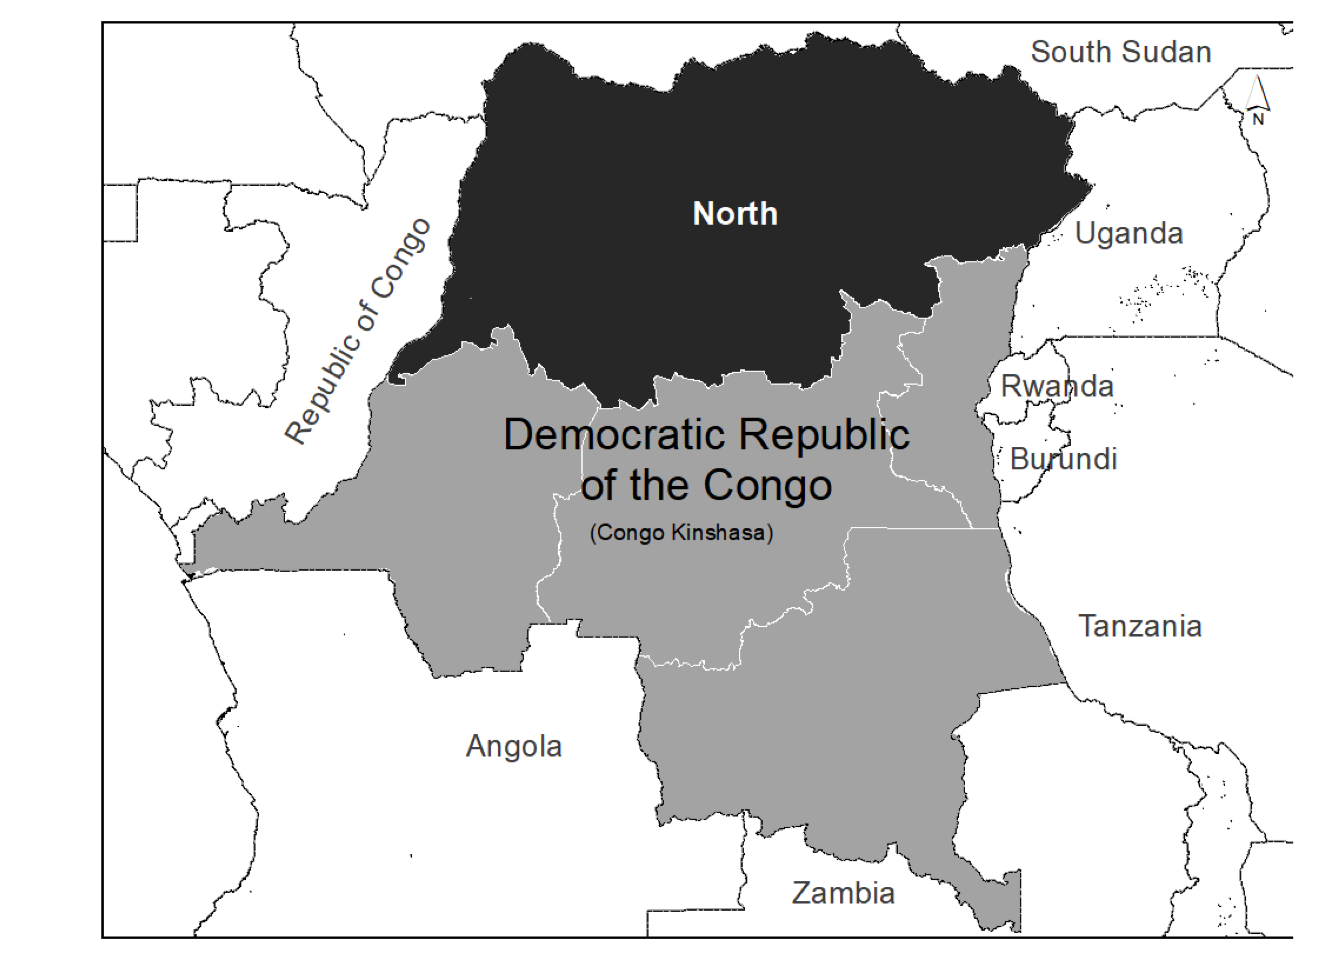 South Sudan
N
North
Uganda
Republic of Congo
Rwanda
Democratic Republic
of the Congo
Burundi
(Congo Kinshasa)
Tanzania
Angola
Zambia